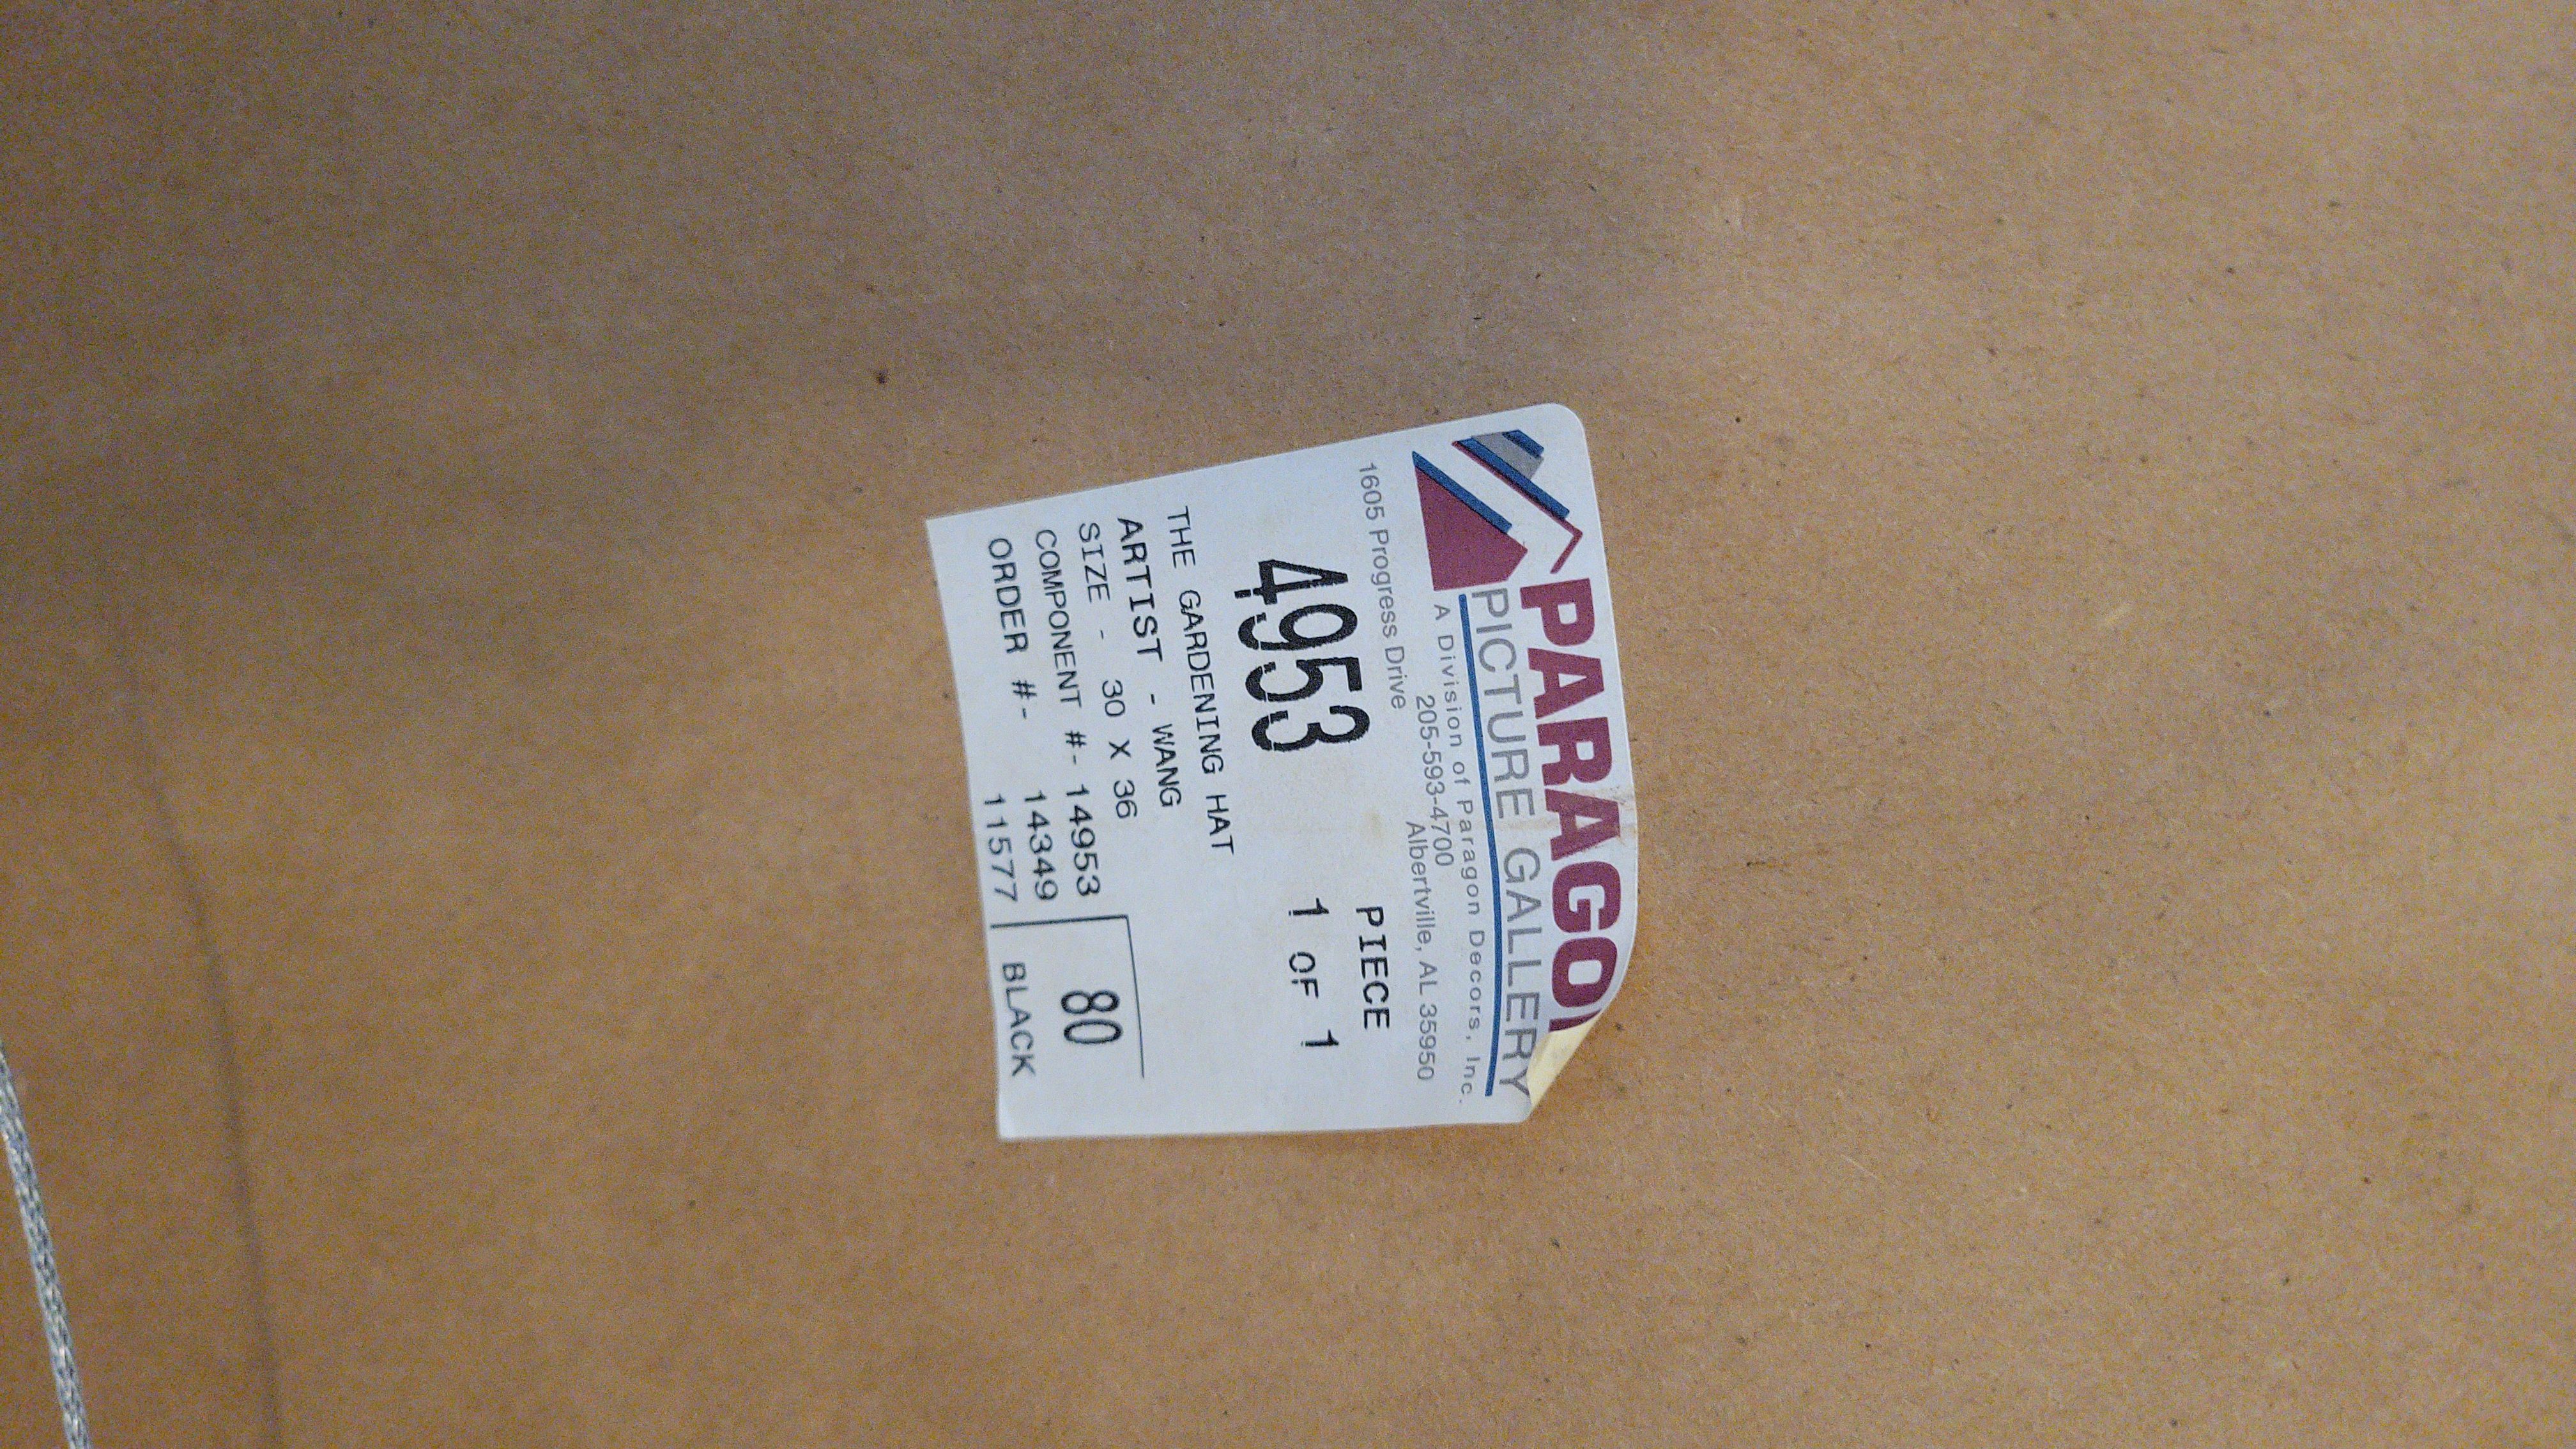 PARAGO
PICTURE GALLERY
A Division of Paragon Decors, Inc.
205-593-4700
1605 Progress Drive Albertville, AL 35950
4953
PIECE
1 OF 1
THE GARDENING HAT
ARTIST - WANG
SIZE - 30 X 36
COMPONENT #- 14953
ORDER #- 14349
11577
80
BLACK